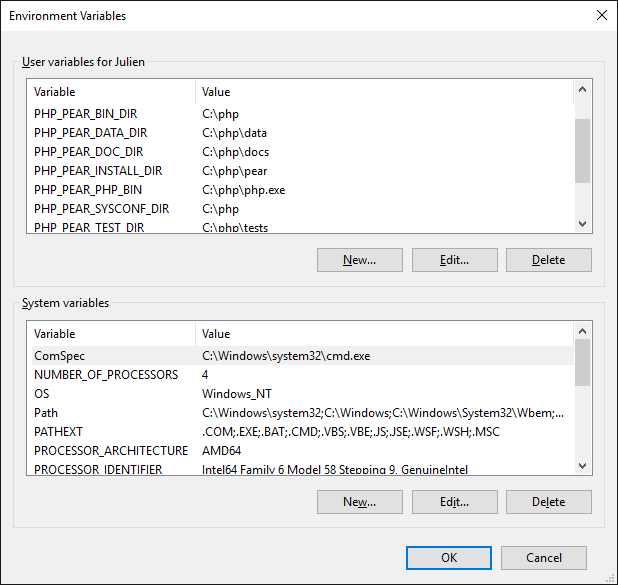 Environment Variables
User variables for Julien
Variable Value
PHP_PEAR_BIN_DIR C:\php
PHP_PEAR_DATA_DIR C:\php\data
PHP_PEAR_DOC_DIR C:\php\docs
PHP_PEAR_INSTALL_DIR C:\php\pear
PHP_PEAR_PHP_BIN C:\php\php.exe
PHP_PEAR_SYSCONF_DIR C:\php
PHP_PEAR_TEST_DIR C:\php\tests
New... Edit... Delete
System variables
Variable Value
ComSpec C:\Windows\system32\cmd.exe
NUMBER_OF_PROCESSORS 4
OS Windows_NT
Path C:\Windows\system32;C:\Windows;C:\Windows\System32\Wbem;...
PATHEXT .COM;.EXE;.BAT;.CMD;.VBS;.VBE;.JS;.JSE;.WSF;.WSH;.MSC
PROCESSOR_ARCHITECTURE AMD64
PROCESSOR_IDENTIFIER Intel64 Family 6 Model 58 Stepping 9, GenuineIntel
New... Edit... Delete
OK Cancel